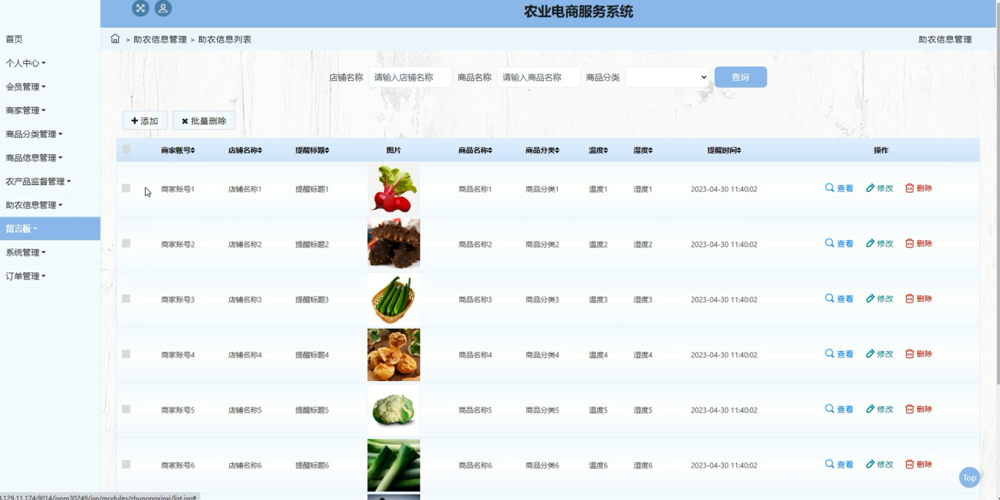 农业电商服务系统
首页
个人中心
会员管理
商家管理
商品分类管理
商品信息管理
农产品监督管理
助农信息管理
留言板
系统管理
订单管理
> 助农信息管理 > 助农信息列表
助农信息管理
店铺名称 请输入店铺名称 商品名称 请输入商品名称 商品分类 查询
添加 批量删除
商家账号 店铺名称 提醒标题 图片 商品名称 商品分类 温度 湿度 提醒时间 操作
商家账号1 店铺名称1 提醒标题1 商品名称1 商品分类1 温度1 湿度1 2023-04-30 11:40:02 查看 修改 删除
商家账号2 店铺名称2 提醒标题2 商品名称2 商品分类2 温度2 湿度2 2023-04-30 11:40:02 查看 修改 删除
商家账号3 店铺名称3 提醒标题3 商品名称3 商品分类3 温度3 湿度3 2023-04-30 11:40:02 查看 修改 删除
商家账号4 店铺名称4 提醒标题4 商品名称4 商品分类4 温度4 湿度4 2023-04-30 11:40:02 查看 修改 删除
商家账号5 店铺名称5 提醒标题5 商品名称5 商品分类5 温度5 湿度5 2023-04-30 11:40:02 查看 修改 删除
商家账号6 店铺名称6 提醒标题6 商品名称6 商品分类6 温度6 湿度6 2023-04-30 11:40:02 查看 修改 删除
Top